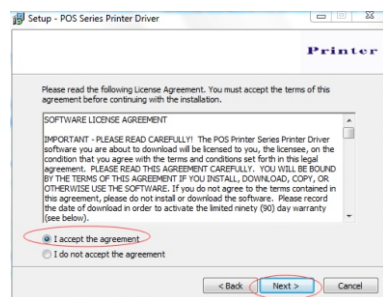 Setup - POS Series Printer Driver
Printer
Please read the following License Agreement. You must accept the terms of this
agreement before continuing with the installation.
SOFTWARE LICENSE AGREEMENT
IMPORTANT - PLEASE READ CAREFULLY! The POS Printer Series Printer Driver
software you are about to download will be licensed to you, the licensee, on the
condition that you agree with the terms and conditions set forth in this legal
agreement. PLEASE READ THIS AGREEMENT CAREFULLY. YOU WILL BE BOUND
BY THE TERMS OF THIS AGREEMENT IF YOU INSTALL, DOWNLOAD, COPY, OR
OTHERWISE USE THE SOFTWARE. If you do not agree to the terms contained in
this agreement, please do not install or download the software. Please record
the date of download in order to activate the limited ninety (90) day warranty
(see below).
I accept the agreement
I do not accept the agreement
< Back
Next >
Cancel